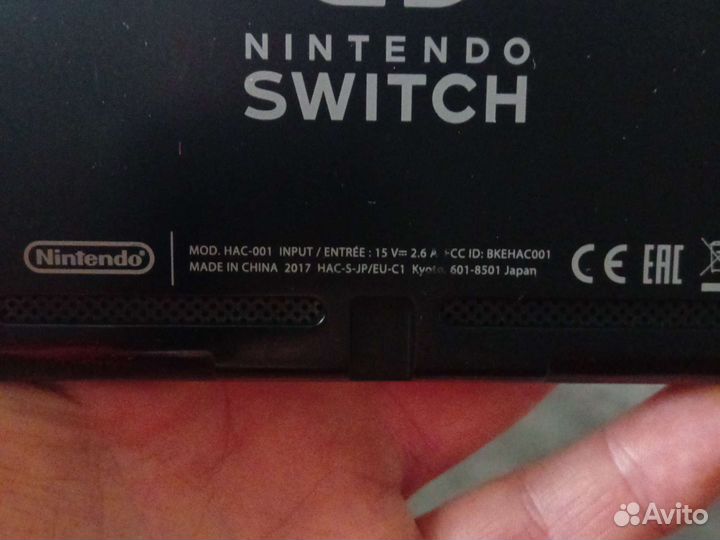 NINTENDO
SWITCH
Nintendo
MOD. HAC-001 INPUT / ENTRÉE : 15 V⎓ 2.6 A FCC ID: BKEHAC001
MADE IN CHINA 2017 HAC-S-JP/EU-C1 Kyoto, 601-8501 Japan
CE EAC
Avito